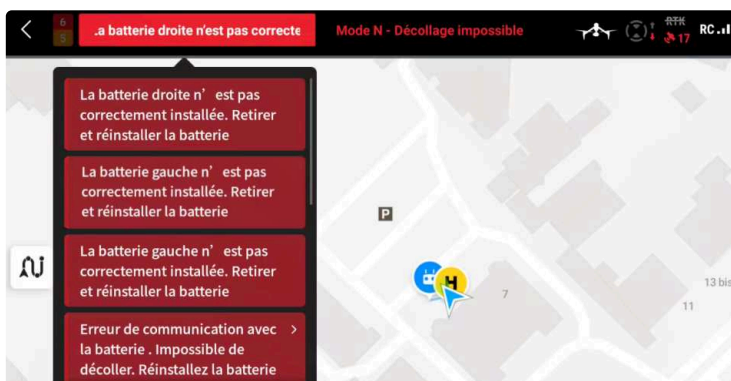 6
S
.a batterie droite n'est pas correcte
Mode N - Décollage impossible
RTK
17
RC
La batterie droite n' est pas
correctement installée. Retirer
et réinstaller la batterie
La batterie gauche n' est pas
correctement installée. Retirer
et réinstaller la batterie
La batterie gauche n' est pas
correctement installée. Retirer
et réinstaller la batterie
Erreur de communication avec
la batterie . Impossible de
décoller. Réinstallez la batterie
P
H
7
13 bis
11